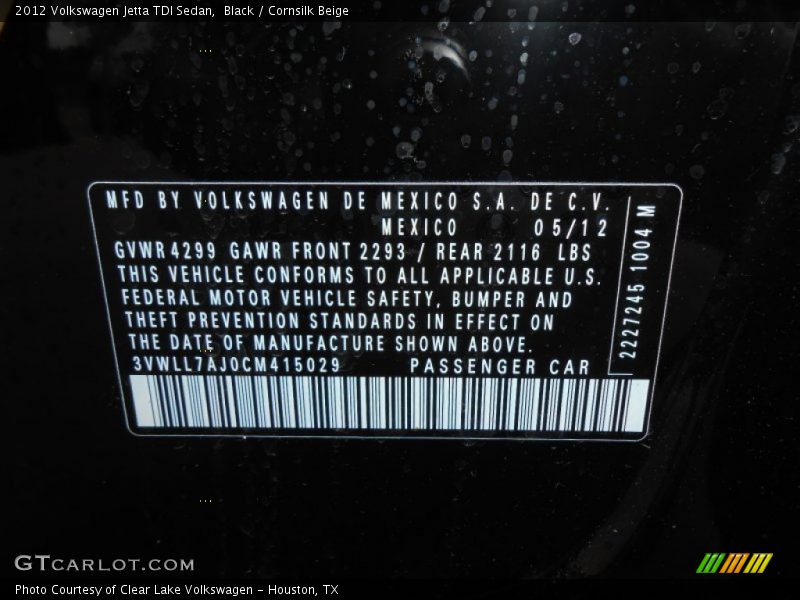 2012 Volkswagen Jetta TDI Sedan,  Black / Cornsilk Beige
MFD BY VOLKSWAGEN DE MEXICO S.A. DE C.V.
MEXICO 05/12
GVWR 4299 GAWR FRONT 2293 / REAR 2116 LBS
THIS VEHICLE CONFORMS TO ALL APPLICABLE U.S.
FEDERAL MOTOR VEHICLE SAFETY, BUMPER AND
THEFT PREVENTION STANDARDS IN EFFECT ON
THE DATE OF MANUFACTURE SHOWN ABOVE.
3VWLL7AJ0CM415029 PASSENGER CAR
2227245 1004 M
GTCARLOT.COM
Photo Courtesy of Clear Lake Volkswagen - Houston, TX